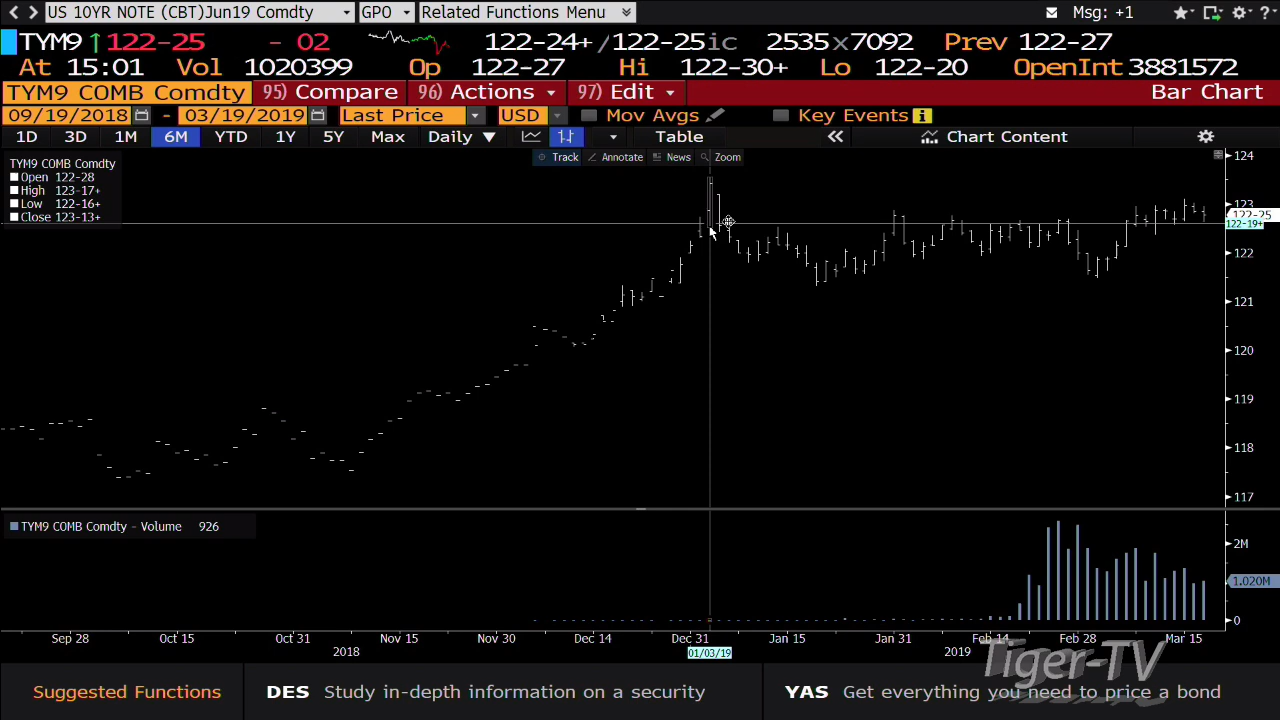 US 10YR NOTE (CBT)Jun19 Comdty GPO Related Functions Menu Msg: +1
TYM9 ↑122-25 - 02 122-24+/122-25ic 2535x7092 Prev 122-27
At 15:01 Vol 1020399 Op 122-27 Hi 122-30+ Lo 122-20 OpenInt 3881572
TYM9 COMB Comdty 95) Compare 96) Actions 97) Edit Bar Chart
09/19/2018 - 03/19/2019 Last Price USD Mov Avgs Key Events
1D 3D 1M 6M YTD 1Y 5Y Max Daily ▼ Table Chart Content
Track Annotate News Zoom
TYM9 COMB Comdty
Open 122-28
High 123-17+
Low 122-16+
Close 123-13+
124
123
122-25
122-19+
122
121
120
119
118
117
TYM9 COMB Comdty - Volume 926
2M
1.020M
0
Sep 28 Oct 15 Oct 31 Nov 15 Nov 30 Dec 14 Dec 31 Jan 15 Jan 31 Feb 14 Feb 28 Mar 15
2018 01/03/19 2019
Tiger-TV
Suggested Functions DES Study in-depth information on a security YAS Get everything you need to price a bond